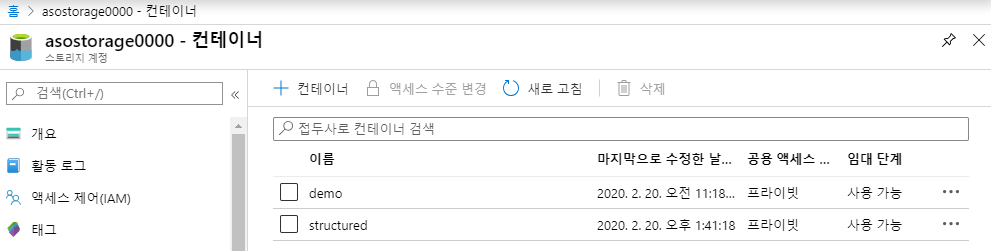 홈 > asostorage0000 - 컨테이너
asostorage0000 - 컨테이너
스토리지 계정
검색(Ctrl+/)
개요
활동 로그
액세스 제어(IAM)
태그
컨테이너 액세스 수준 변경 새로 고침 삭제
접두사로 컨테이너 검색
이름 마지막으로 수정한 날... 공용 액세스 ... 임대 단계
demo 2020. 2. 20. 오전 11:18... 프라이빗 사용 가능
structured 2020. 2. 20. 오후 1:41:18 프라이빗 사용 가능